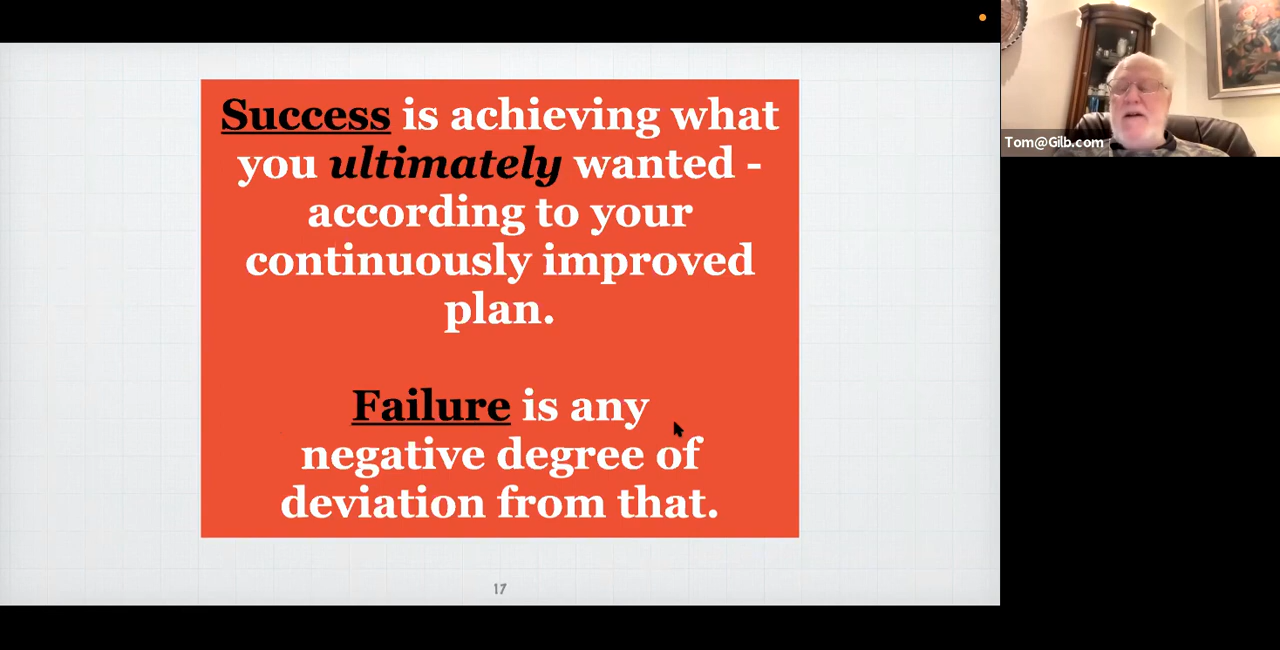 Success is achieving what
you ultimately wanted -
according to your
continuously improved
plan.
Failure is any
negative degree of
deviation from that.
17
Tom@Gilb.com